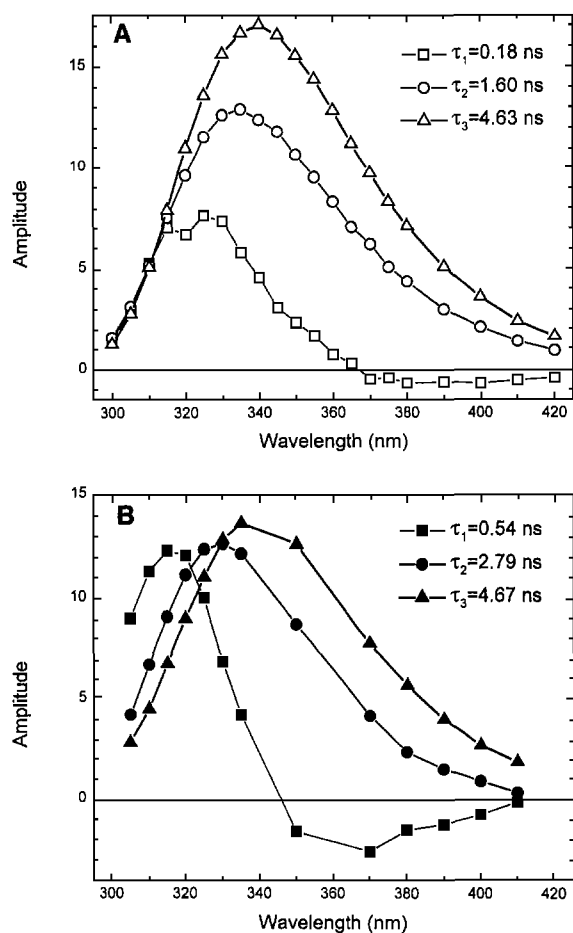 A
τ1=0.18 ns
τ2=1.60 ns
τ3=4.63 ns
Amplitude
15
10
5
0
300 320 340 360 380 400 420
Wavelength (nm)
B
τ1=0.54 ns
τ2=2.79 ns
τ3=4.67 ns
Amplitude
15
10
5
0
300 320 340 360 380 400 420
Wavelength (nm)